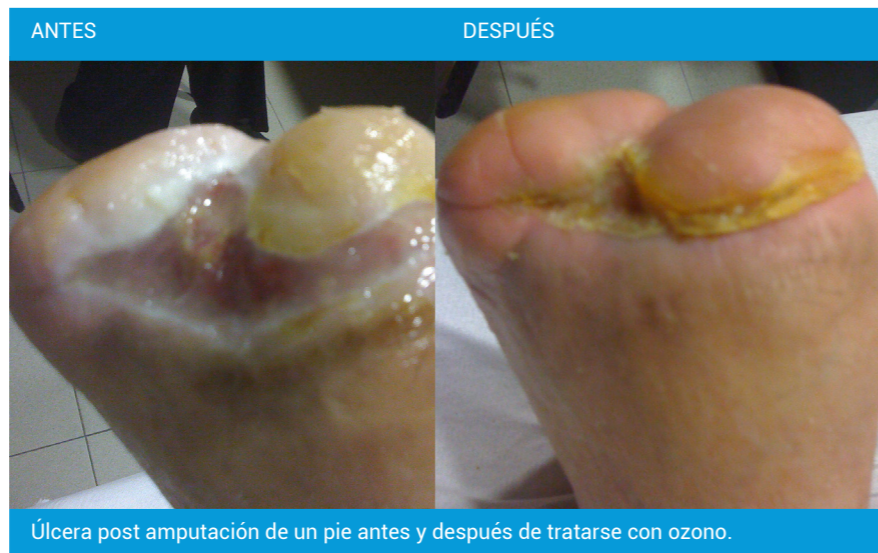 ANTES
DESPUÉS
Úlcera post amputación de un pie antes y después de tratarse con ozono.